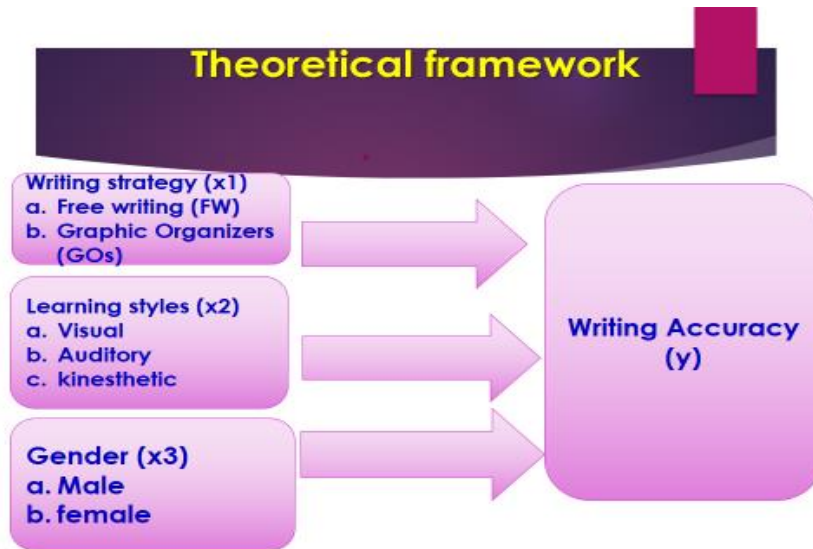 Theoretical framework
Writing strategy (x1)
a. Free writing (FW)
b. Graphic Organizers
(GOs)
Learning styles (x2)
a. Visual
b. Auditory
c. kinesthetic
Gender (x3)
a. Male
b. female
Writing Accuracy
(y)